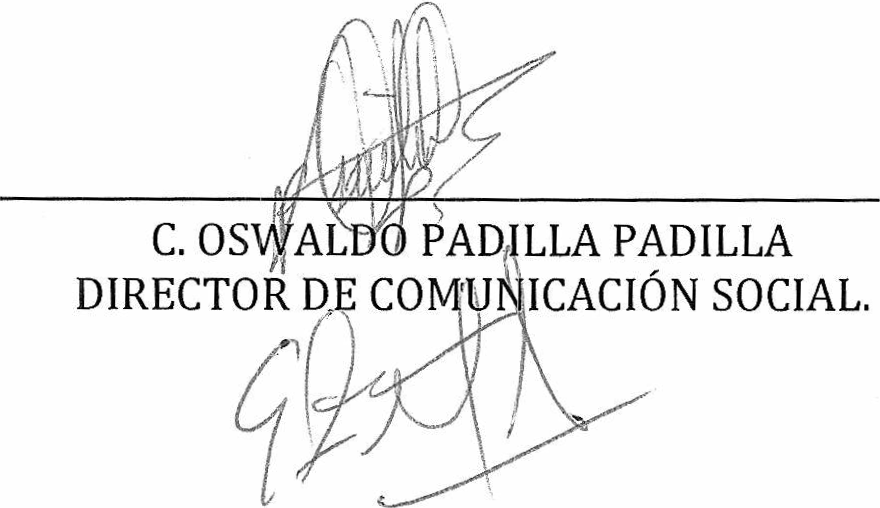 C. OSWALDO PADILLA PADILLA
DIRECTOR DE COMUNICACIÓN SOCIAL.